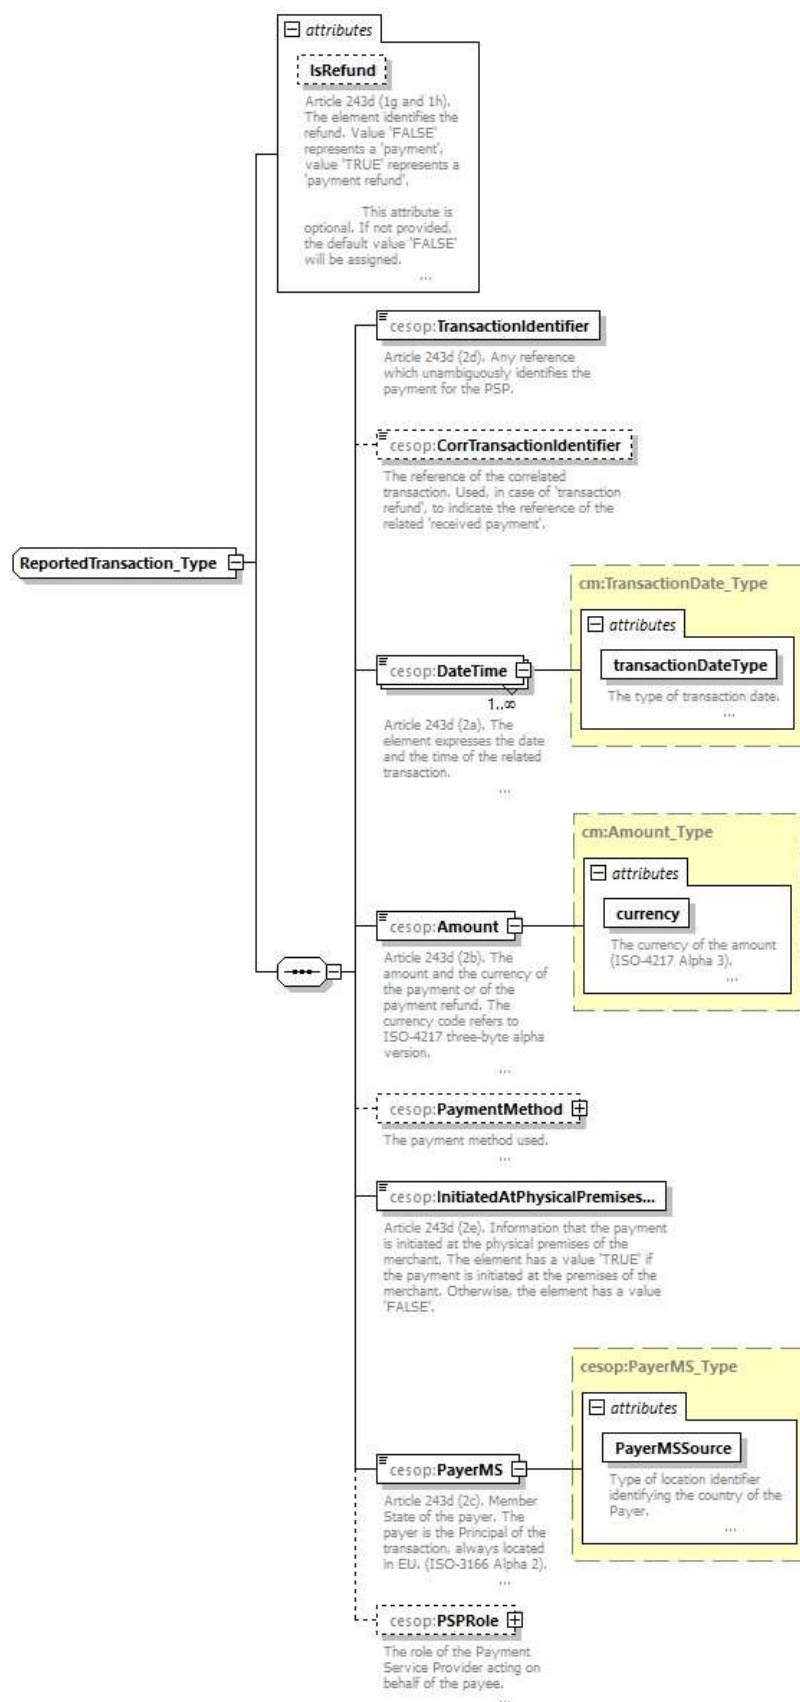 attributes
IsRefund
Article 243d (1g and 1h).
The element identifies the
refund. Value 'FALSE'
represents a 'payment',
value 'TRUE' represents a
'payment refund'.
This attribute is
optional. If not provided,
the default value 'FALSE'
will be assigned.
...
cesop:TransactionIdentifier
Article 243d (2d). Any reference
which unambiguously identifies the
payment for the PSP.
cesop:CorrTransactionIdentifier
The reference of the correlated
transaction. Used, in case of 'transaction
refund', to indicate the reference of the
related 'received payment'.
ReportedTransaction_Type
cm:TransactionDate_Type
attributes
cesop:DateTime
transactionDateType
1..∞
The type of transaction date.
...
Article 243d (2a). The
element expresses the date
and the time of the related
transaction.
...
cm:Amount_Type
attributes
cesop:Amount
currency
The currency of the amount
(ISO-4217 Alpha 3).
...
Article 243d (2b). The
amount and the currency of
the payment or of the
payment refund. The
currency code refers to
ISO-4217 three-byte alpha
version.
...
cesop:PaymentMethod
The payment method used.
...
cesop:InitiatedAtPhysicalPremises...
Article 243d (2e). Information that the payment
is initiated at the physical premises of the
merchant. The element has a value 'TRUE' if
the payment is initiated at the premises of the
merchant. Otherwise, the element has a value
'FALSE'.
cesop:PayerMS_Type
attributes
cesop:PayerMS
PayerMSSource
Type of location identifier
identifying the country of the
Payer.
...
Article 243d (2c). Member
State of the payer. The
payer is the Principal of the
transaction, always located
in EU. (ISO-3166 Alpha 2).
...
cesop:PSPRole
The role of the Payment
Service Provider acting on
behalf of the payee.
...